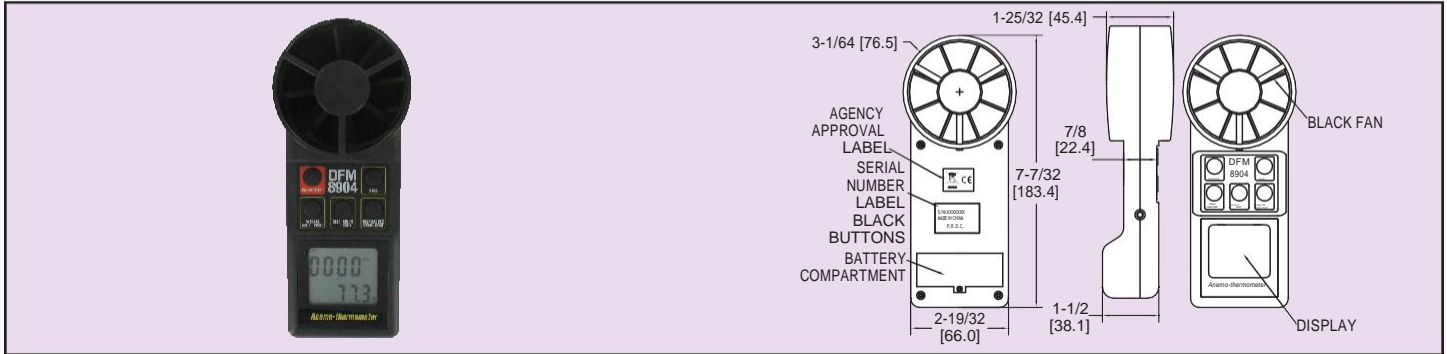 DFM
8904
0000
77.3
Anemo-thermometer
1-25/32 [45.4]
3-1/64 [76.5]
AGENCY
APPROVAL
LABEL
SERIAL
NUMBER
LABEL
BLACK
BUTTONS
BATTERY
COMPARTMENT
CE
S/N:XXXXXX
MADE IN CHINA
P.R.O.C.
7-7/32
[183.4]
2-19/32
[66.0]
7/8
[22.4]
1-1/2
[38.1]
DFM
8904
Anemo-thermometer
BLACK FAN
DISPLAY